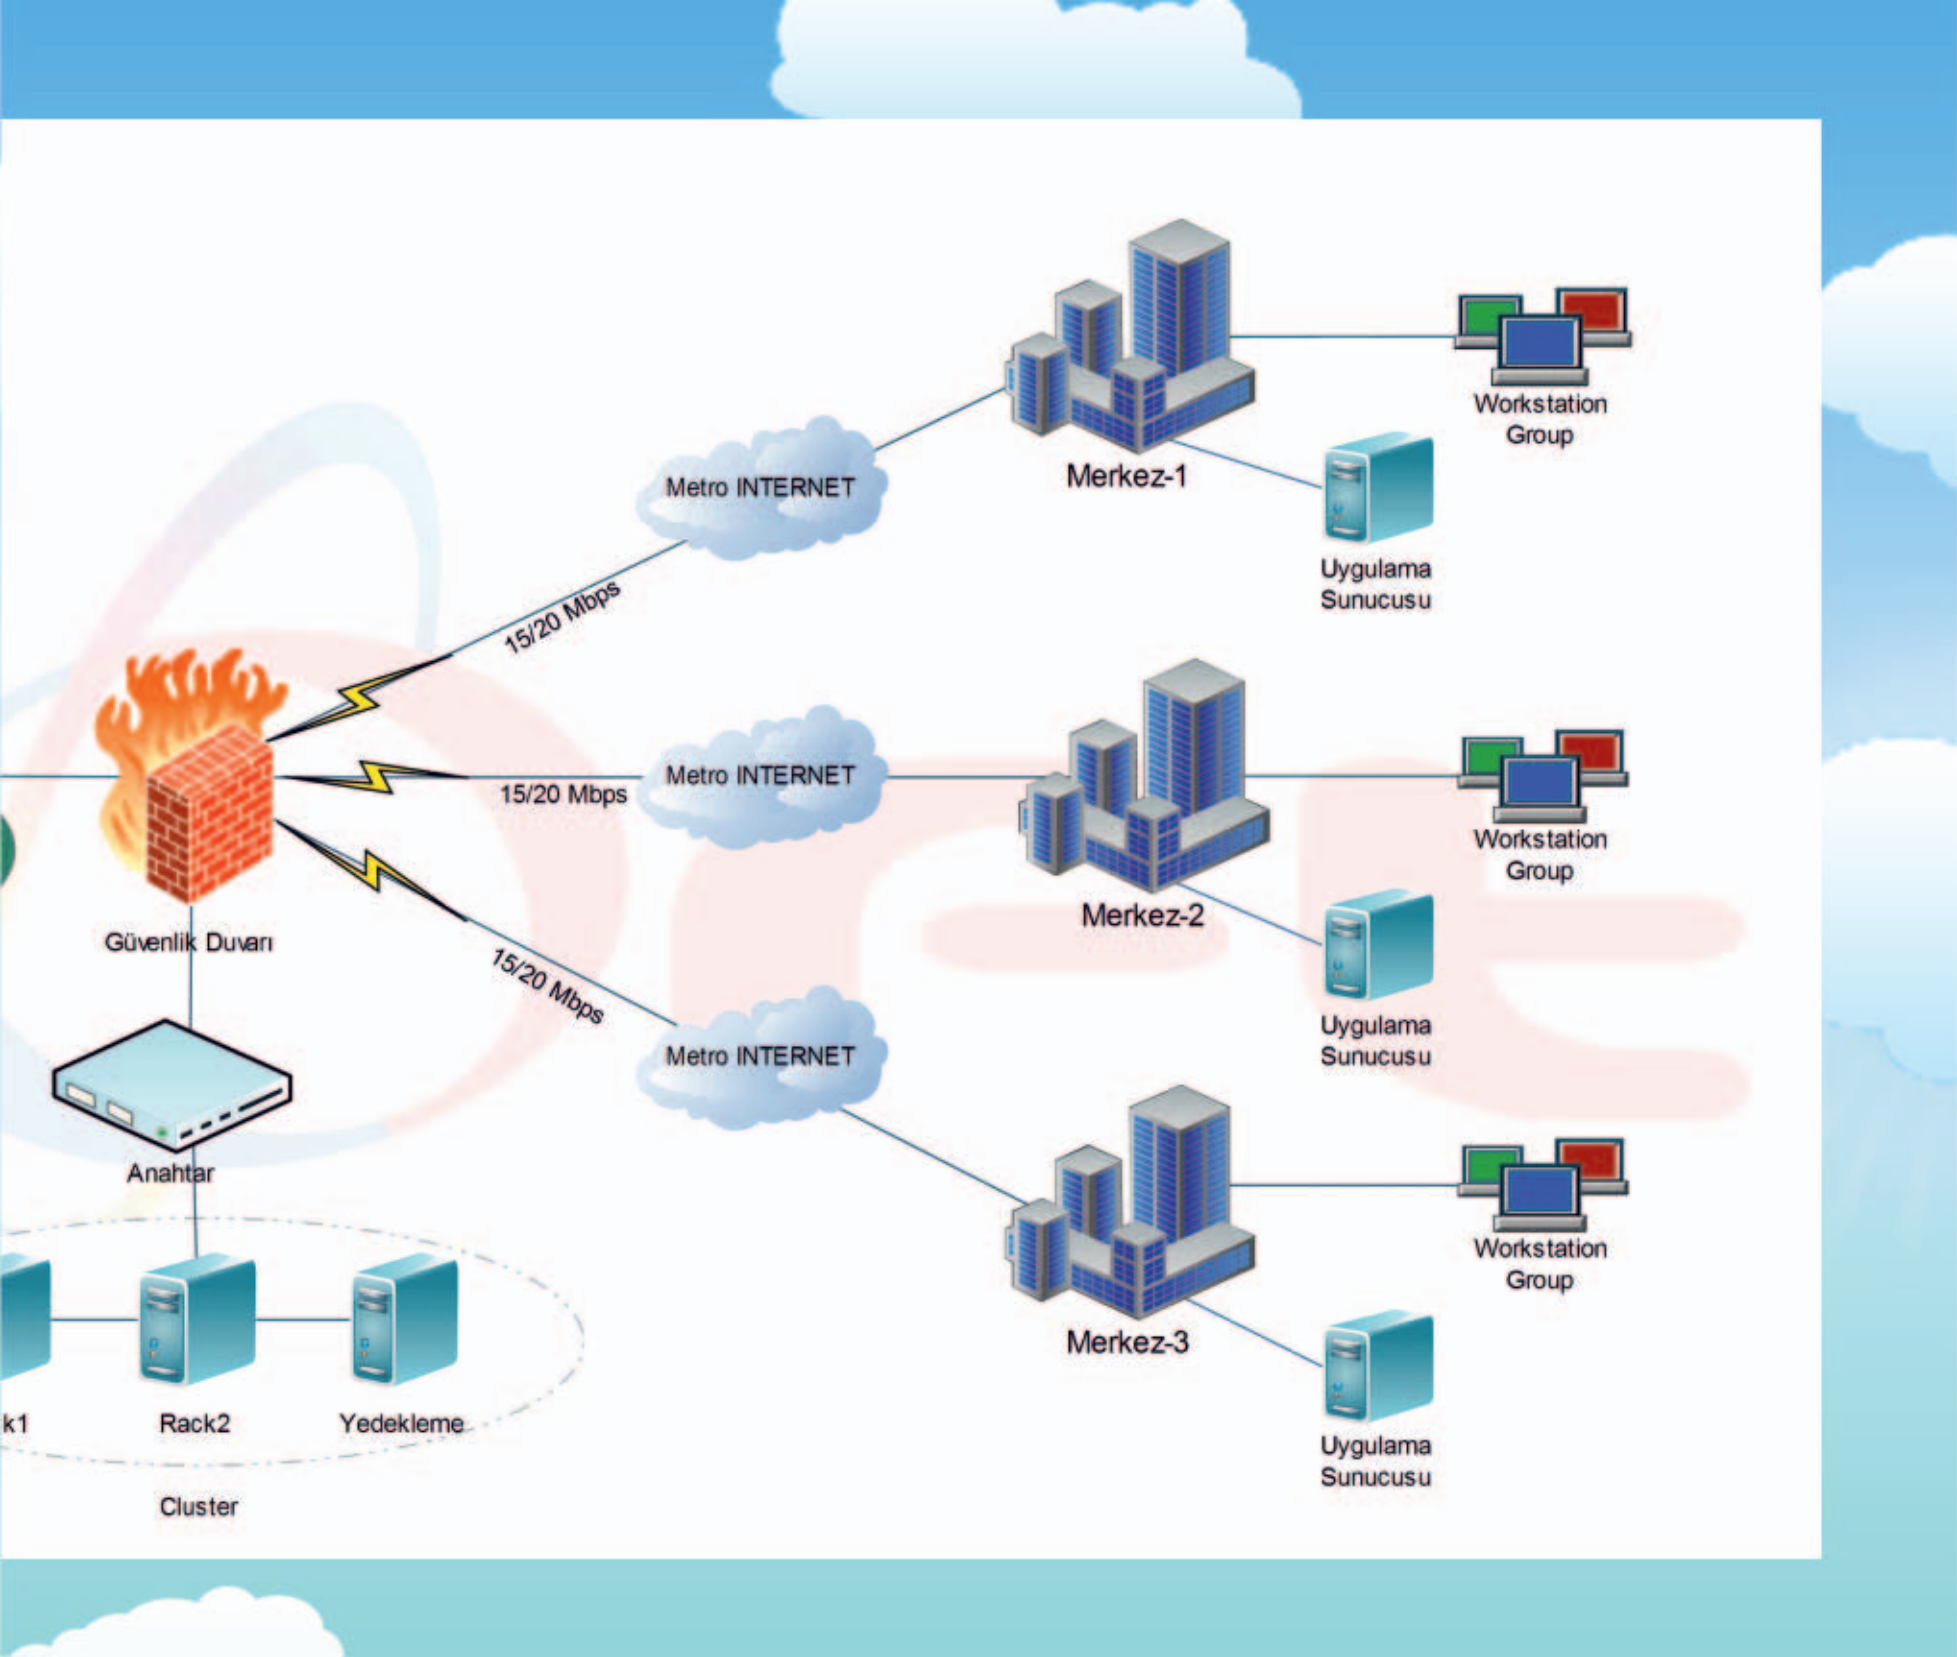 Metro INTERNET
Merkez-1
Workstation
Group
Uygulama
Sunucusu
15/20 Mbps
Metro INTERNET
15/20 Mbps
Merkez-2
Workstation
Group
Uygulama
Sunucusu
Güvenlik Duvarı
15/20 Mbps
Metro INTERNET
Anahtar
Merkez-3
Workstation
Group
Uygulama
Sunucusu
k1
Rack2
Yedekleme
Cluster